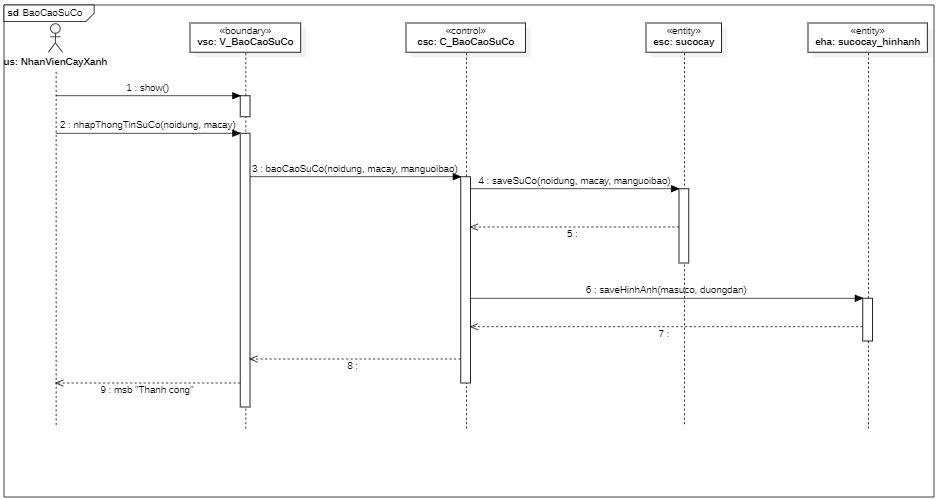 sd BaoCaoSuCo
us: NhanVienCayXanh
«boundary»
vsc: V_BaoCaoSuCo
«control»
csc: C_BaoCaoSuCo
«entity»
esc: sucocay
«entity»
eha: sucocay_hinhanh
1 : show()
2 : nhapThongTinSuCo(noidung, macay)
3 : baoCaoSuCo(noidung, macay, manguoibao)
4 : saveSuCo(noidung, macay, manguoibao)
5 :
6 : saveHinhAnh(masuco, duongdan)
7 :
8 :
9 : msb "Thanh cong"